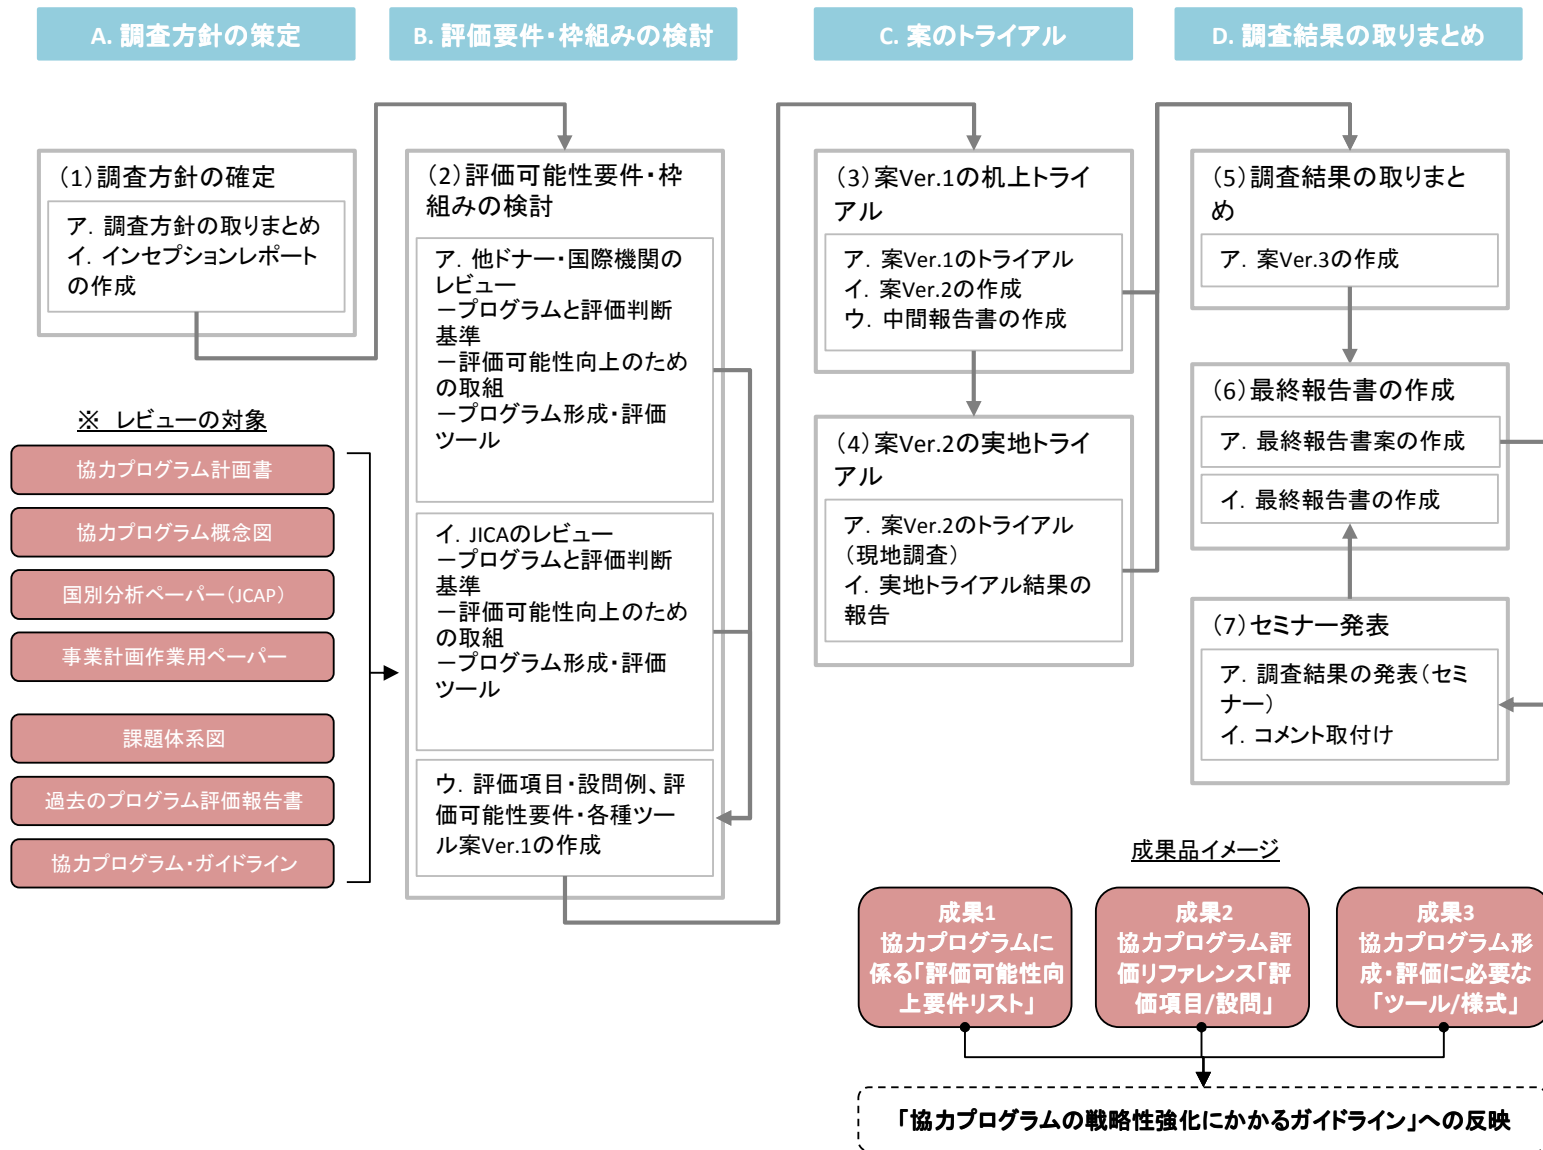 A. 調査方針の策定
B. 評価要件・枠組みの検討
C. 案のトライアル
D. 調査結果の取りまとめ
(1)調査方針の確定
ア. 調査方針の取りまとめ
イ. インセプションレポート
の作成
※ レビューの対象
協力プログラム計画書
協力プログラム概念図
国別分析ペーパー(JCAP)
事業計画作業用ペーパー
課題体系図
過去のプログラム評価報告書
協力プログラム・ガイドライン
(2)評価可能性要件・枠
組みの検討
ア. 他ドナー・国際機関の
レビュー
－プログラムと評価判断
基準
－評価可能性向上のため
の取組
－プログラム形成・評価
ツール
イ. JICAのレビュー
－プログラムと評価判断
基準
－評価可能性向上のため
の取組
－プログラム形成・評価
ツール
ウ. 評価項目・設問例、評
価可能性要件・各種ツー
ル案Ver.1の作成
(3)案Ver.1の机上トライ
アル
ア. 案Ver.1のトライアル
イ. 案Ver.2の作成
ウ. 中間報告書の作成
(4)案Ver.2の実地トライ
アル
ア. 案Ver.2のトライアル
(現地調査)
イ. 実地トライアル結果の
報告
(5)調査結果の取りまと
め
ア. 案Ver.3の作成
(6)最終報告書の作成
ア. 最終報告書案の作成
イ. 最終報告書の作成
(7)セミナー発表
ア. 調査結果の発表(セミ
ナー)
イ. コメント取付け
成果品イメージ
成果1
協力プログラムに
係る「評価可能性向
上要件リスト」
成果2
協力プログラム評
価リファレンス「評
価項目/設問」
成果3
協力プログラム形
成・評価に必要な
「ツール/様式」
「協力プログラムの戦略性強化にかかるガイドライン」への反映